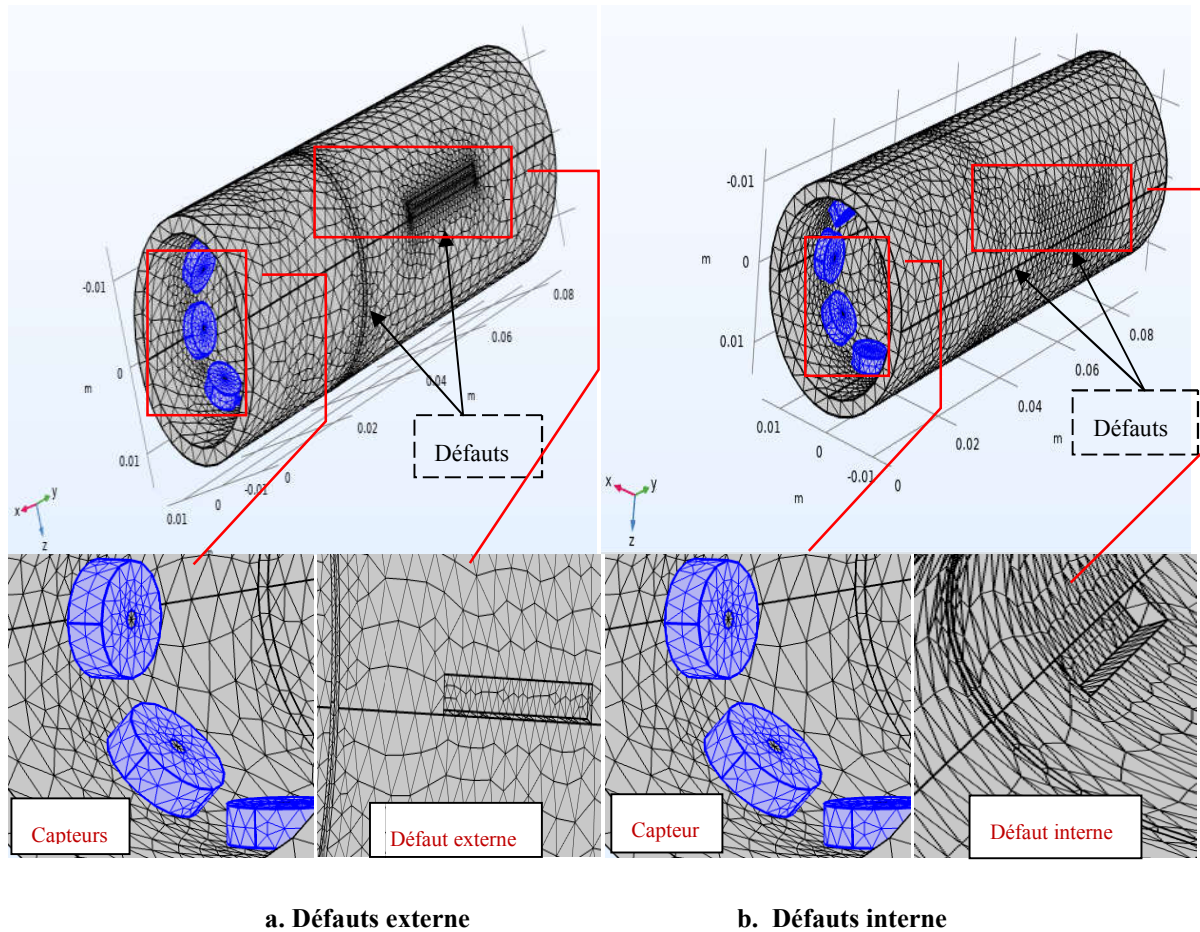 -0.01
0
m
0.01
0.01
0
-0.01
0
0.02
0.04
m
0.06
0.08
x
y
z
Défauts
-0.01
m
0
0.01
0.01
0
m
-0.01
0
0.02
0.04
m
0.06
0.08
x
y
z
Défauts
Capteurs
Défaut externe
Capteur
Défaut interne
a. Défauts externe
b. Défauts interne